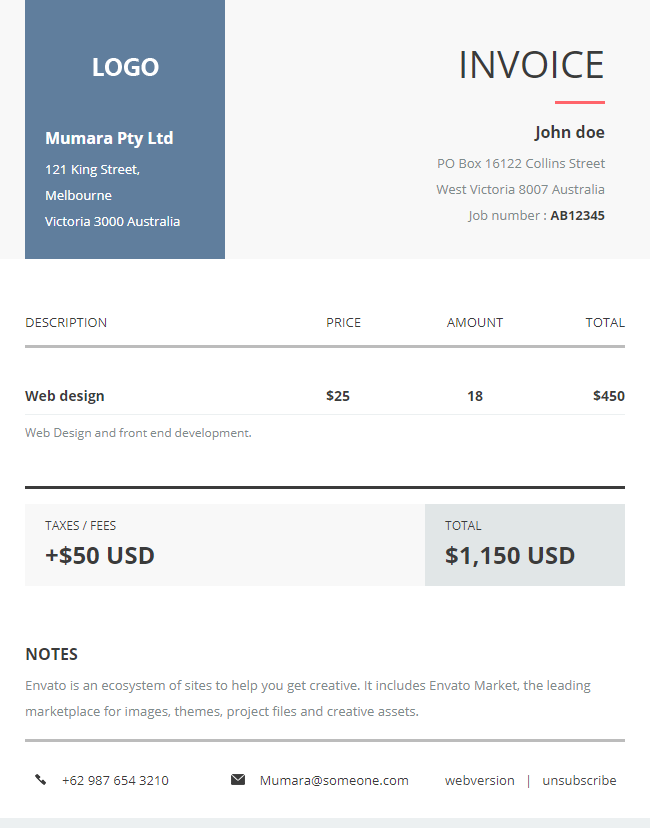 LOGO
Mumara Pty Ltd
121 King Street,
Melbourne
Victoria 3000 Australia
INVOICE
John doe
PO Box 16122 Collins Street
West Victoria 8007 Australia
Job number : AB12345
DESCRIPTION PRICE AMOUNT TOTAL
Web design $25 18 $450
Web Design and front end development.
TAXES / FEES
+$50 USD
TOTAL
$1,150 USD
NOTES
Envato is an ecosystem of sites to help you get creative. It includes Envato Market, the leading
marketplace for images, themes, project files and creative assets.
+62 987 654 3210 Mumara@someone.com webversion | unsubscribe